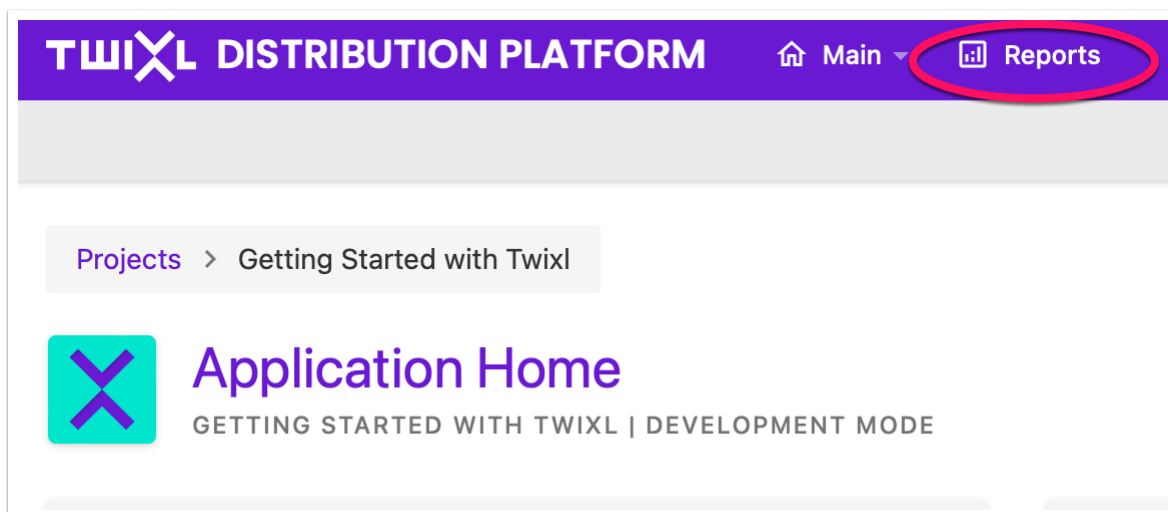 TWIXL DISTRIBUTION PLATFORM Main Reports
Projects > Getting Started with Twixl
Application Home
GETTING STARTED WITH TWIXL | DEVELOPMENT MODE